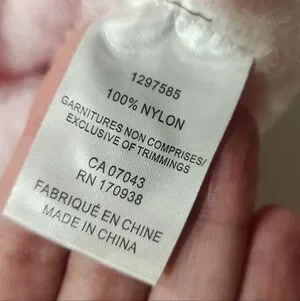 1297585
100% NYLON
GARNITURES NON COMPRISES/
EXCLUSIVE OF TRIMMINGS
CA 07043
RN 170938
FABRIQUÉ EN CHINE
MADE IN CHINA